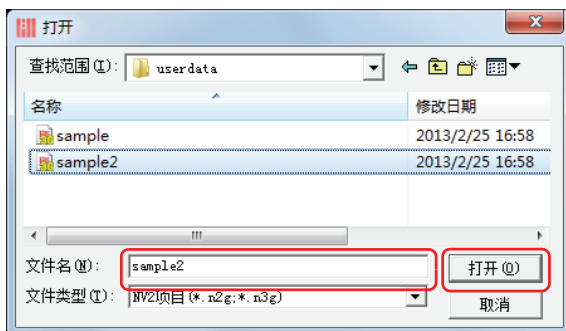 打开
查找范围(I): userdata
名称 修改日期
sample 2013/2/25 16:58
sample2 2013/2/25 16:58
文件名(N): sample2 打开(O)
文件类型(T): NV2项目(*.n2g;*.n3g) 取消